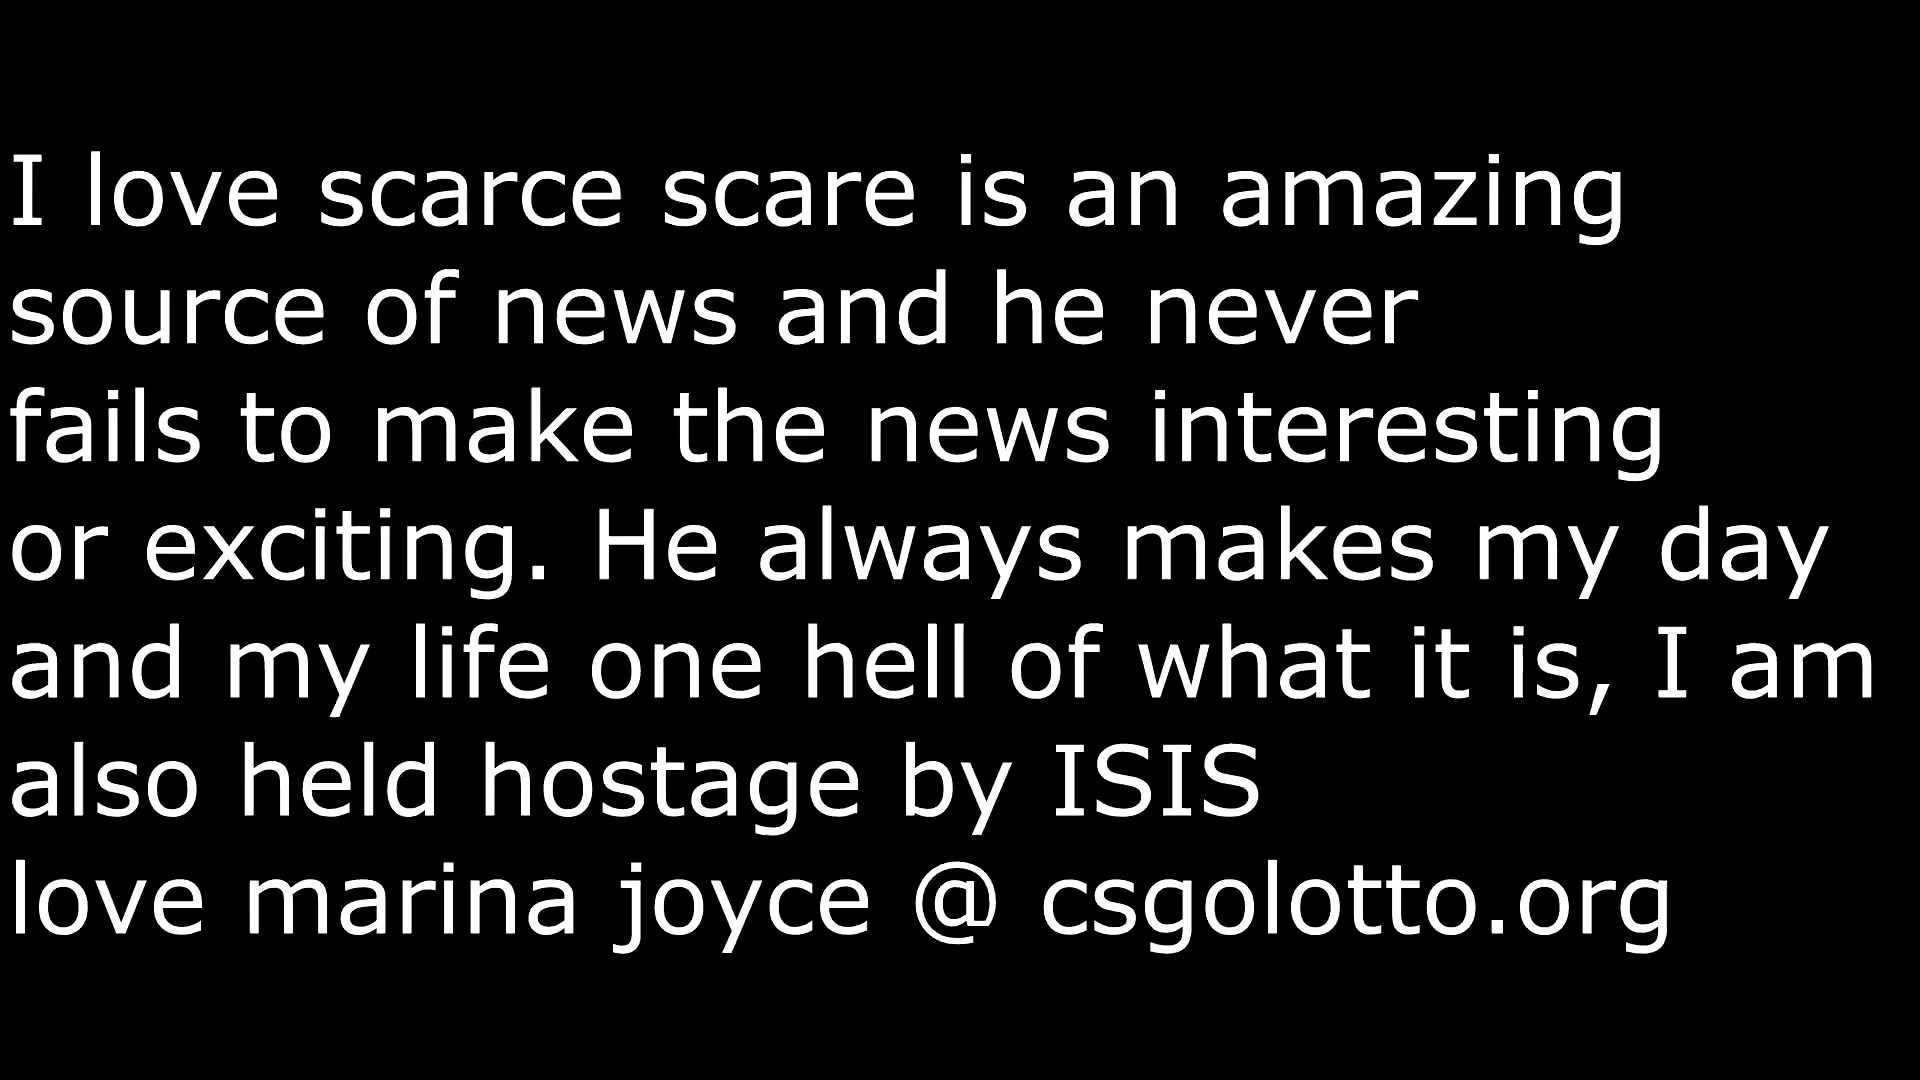 I love scarce scare is an amazing
source of news and he never
fails to make the news interesting
or exciting. He always makes my day
and my life one hell of what it is, I am
also held hostage by ISIS
love marina joyce @ csgolotto.org